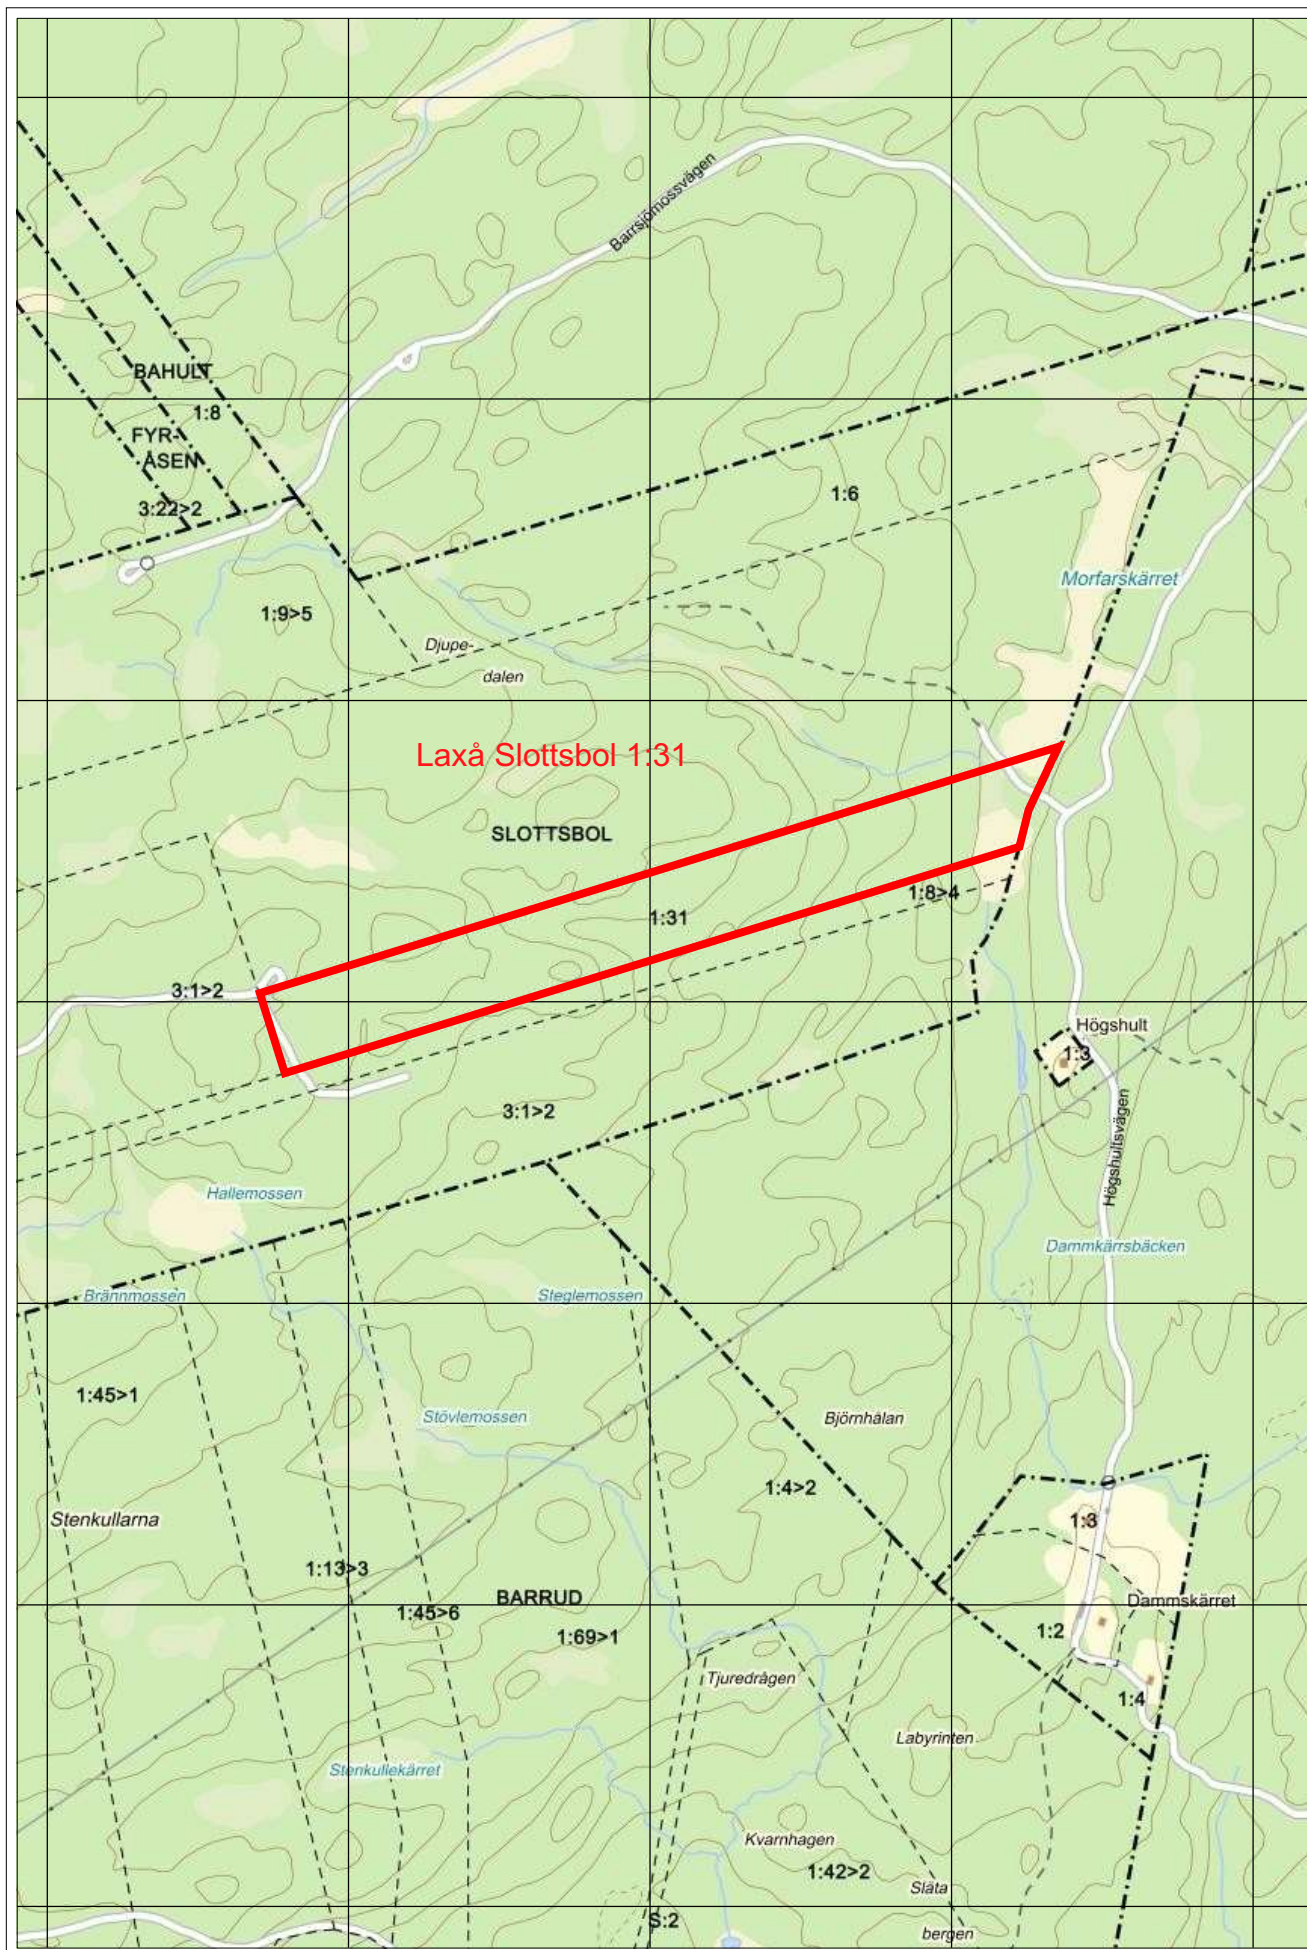 Barrsjömossvägen
BAHULT
1:8
FYR-
ÅSEN
3:22>2
1:6
Morfarskärret
1:9>5
Djupe-
dalen
Laxå Slottsbol 1:31
SLOTTSBOL
1:8>4
1:31
3:1>2
Högshult
1:3
3:1>2
Högshultsvägen
Hallemossen
Dammkärrsbäcken
Brännmossen
Steglemossen
1:45>1
Stövlemossen
Björnhålan
1:4>2
Stenkullarna
1:3
1:13>3
BARRUD
1:45>6
Dammskärret
1:69>1
1:2
Tjuredrågen
1:4
Labyrinten
Stenkullekärret
Kvarnhagen
1:42>2
Släta
S:2
bergen